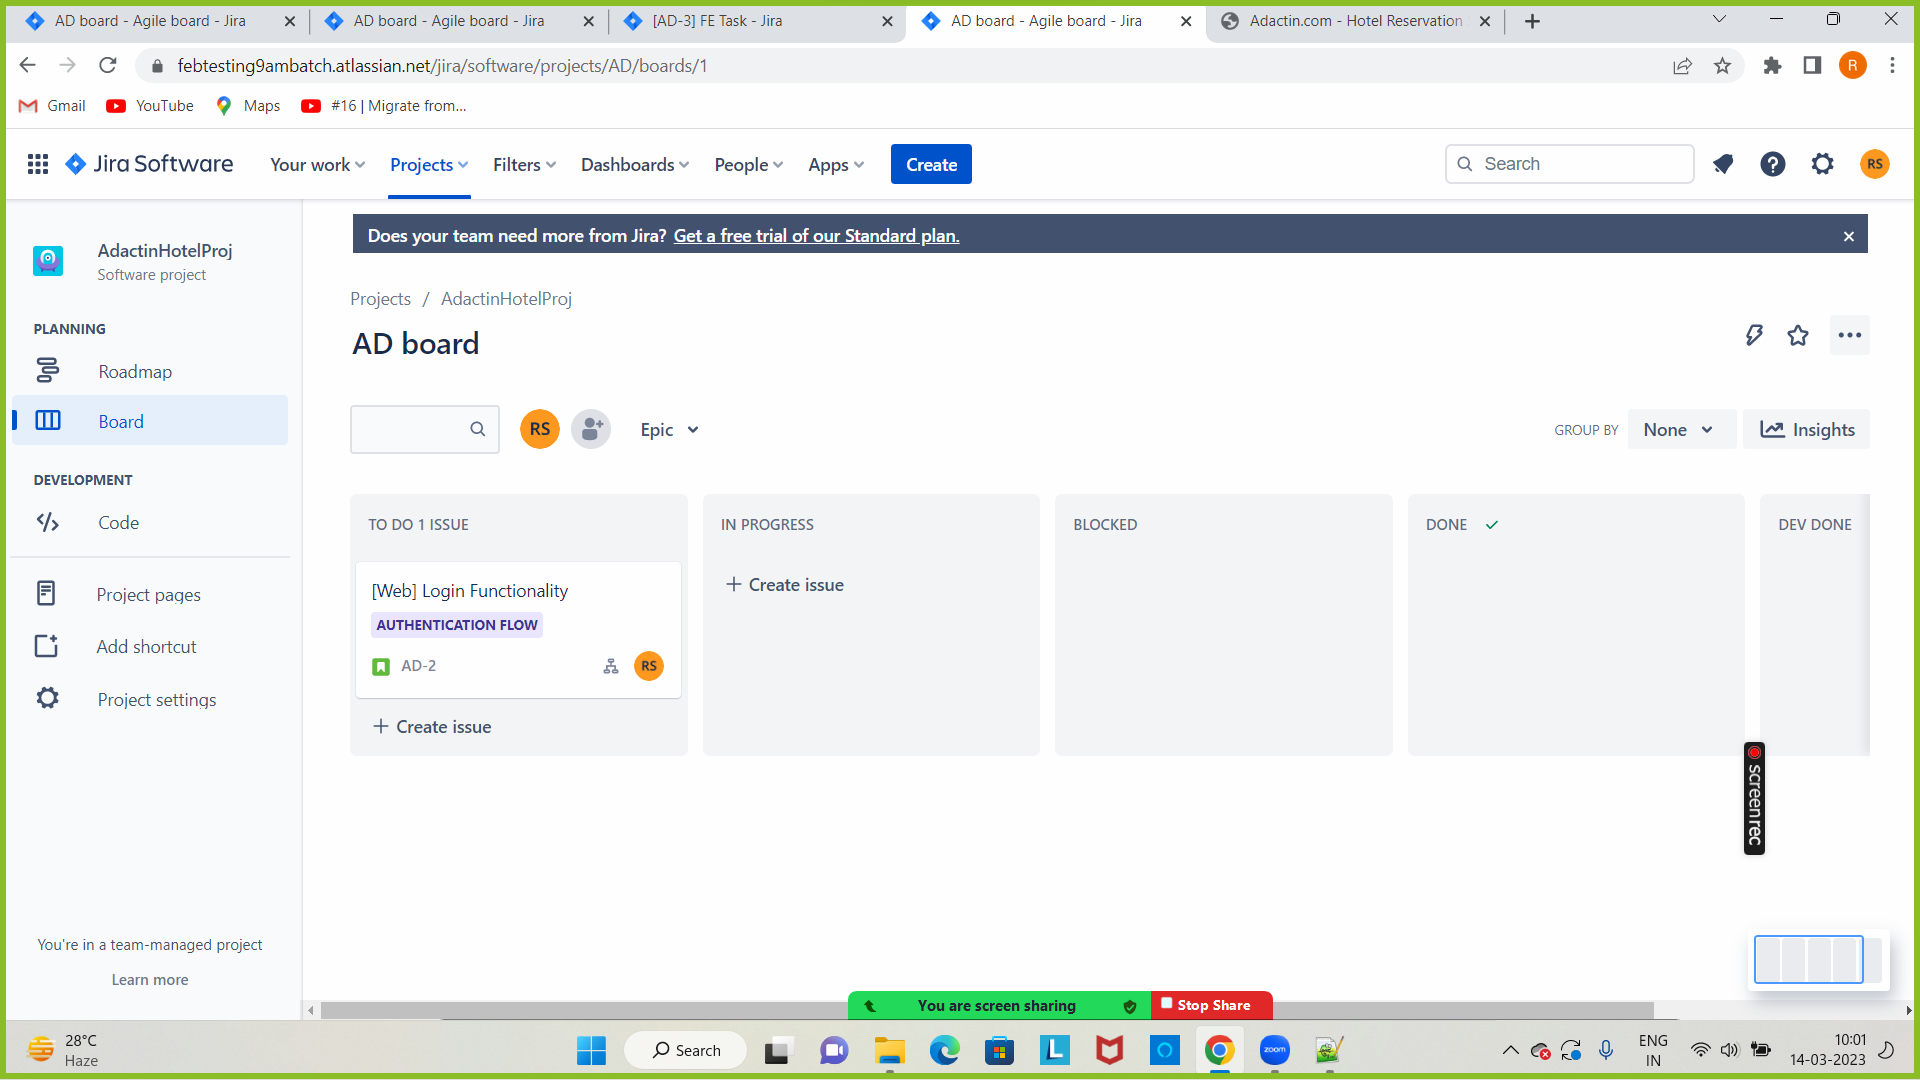 AD board - Agile board - Jira
AD board - Agile board - Jira
[AD-3] FE Task - Jira
AD board - Agile board - Jira
Adactin.com - Hotel Reservation
febtesting9ambatch.atlassian.net/jira/software/projects/AD/boards/1
R
Gmail
YouTube
Maps
#16 | Migrate from...
Jira Software
Your work
Projects
Filters
Dashboards
People
Apps
Create
Search
RS
AdactinHotelProj
Software project
PLANNING
Roadmap
Board
DEVELOPMENT
Code
Project pages
Add shortcut
Project settings
You're in a team-managed project
Learn more
Does your team need more from Jira? Get a free trial of our Standard plan.
Projects / AdactinHotelProj
AD board
RS
Epic
GROUP BY
None
Insights
TO DO 1 ISSUE
[Web] Login Functionality
AUTHENTICATION FLOW
AD-2
RS
+ Create issue
IN PROGRESS
+ Create issue
BLOCKED
DONE
DEV DONE
screenrec
You are screen sharing
Stop Share
28°C
Haze
Search
L
zoom
ENG
IN
10:01
14-03-2023